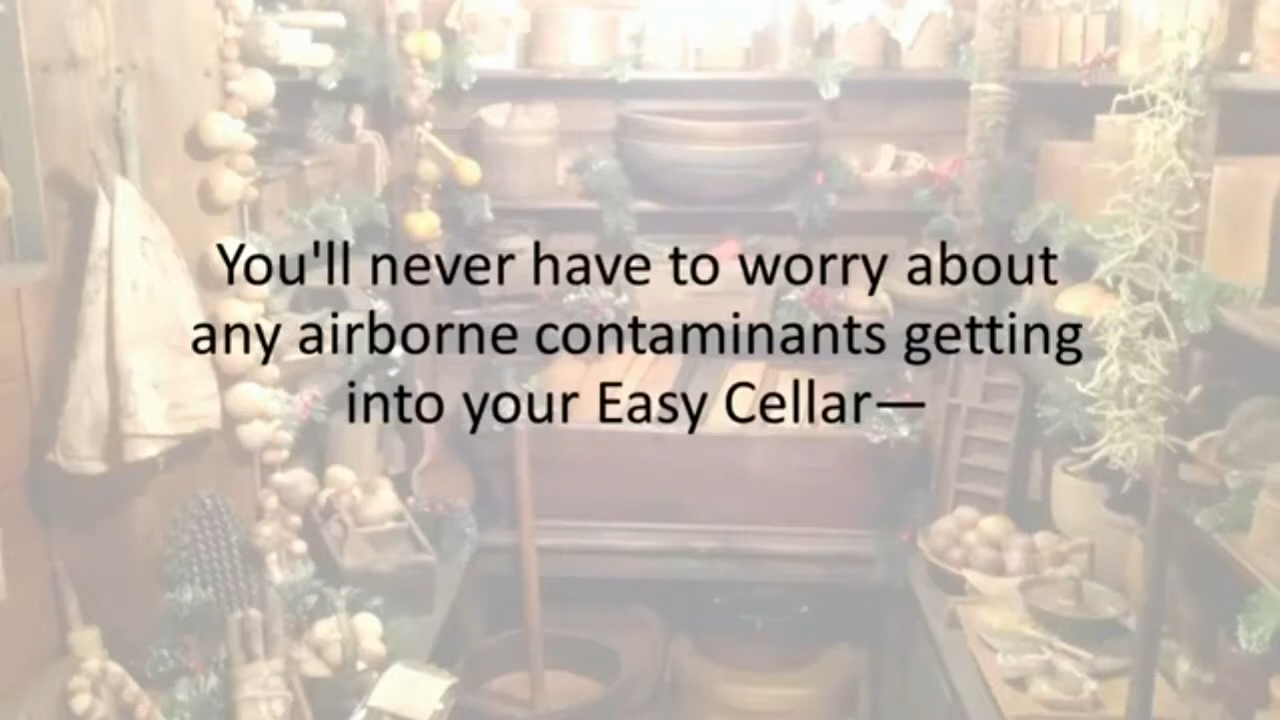 You'll never have to worry about
any airborne contaminants getting
into your Easy Cellar—